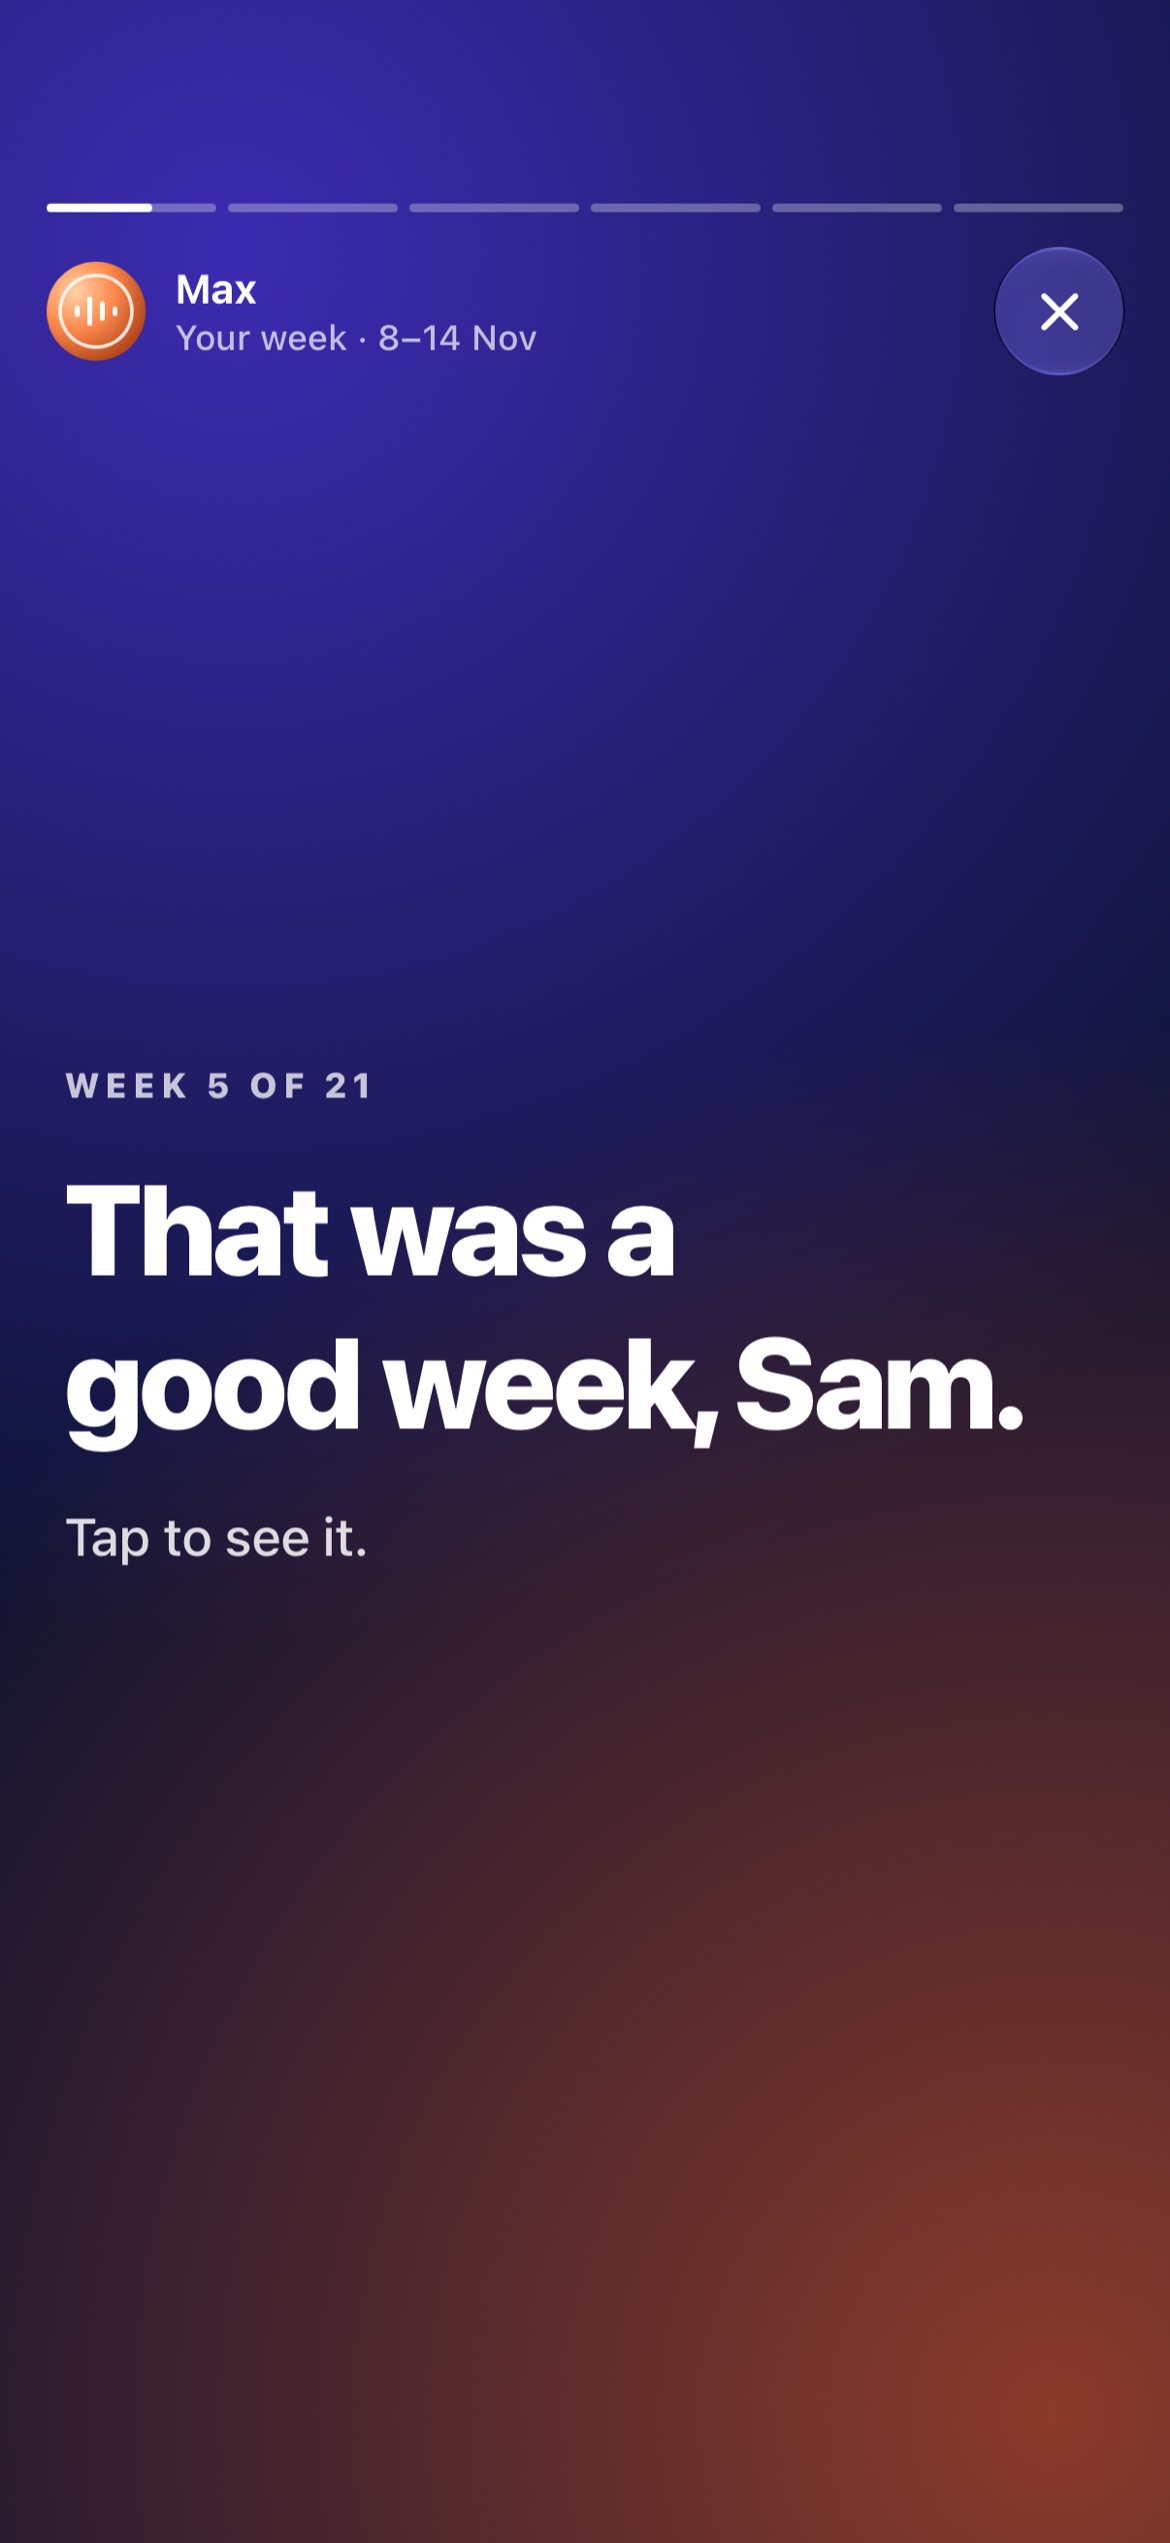 Max
Your week · 8–14 Nov
WEEK 5 OF 21
That was a
good week, Sam.
Tap to see it.